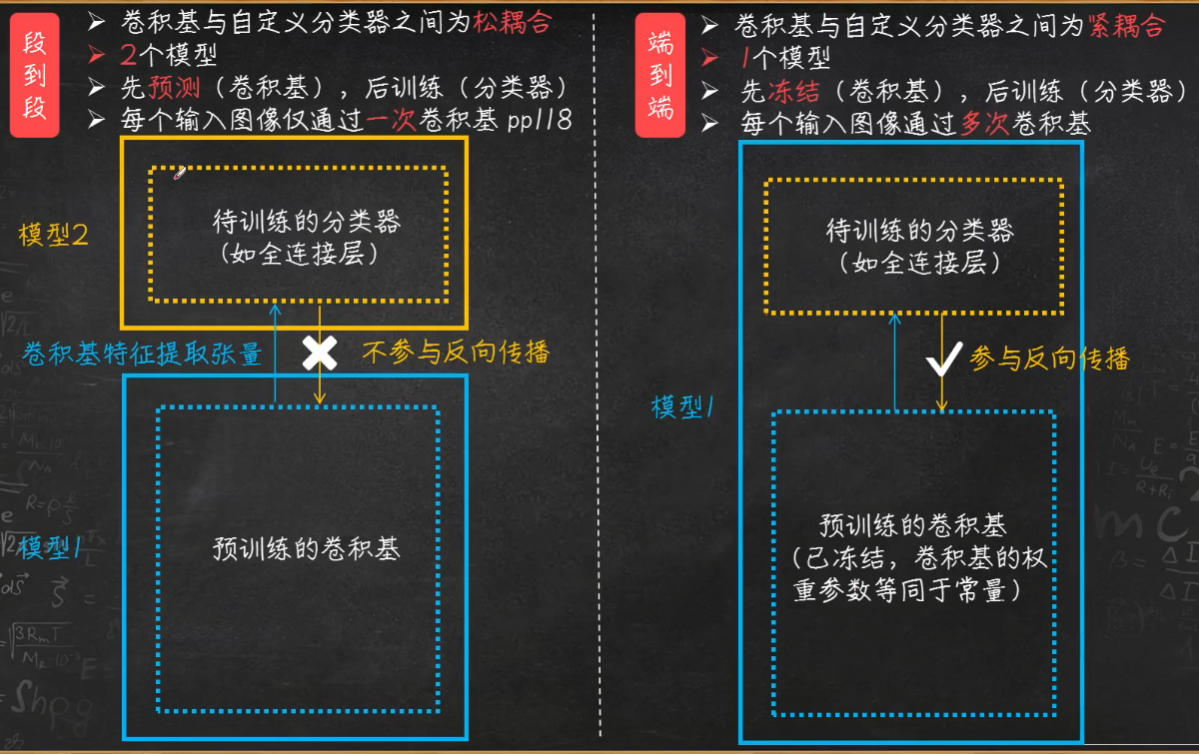 段到段
➢ 卷积基与自定义分类器之间为松耦合
➢ 2个模型
➢ 先预测（卷积基），后训练（分类器）
➢ 每个输入图像仅通过一次卷积基 pp118
模型2
待训练的分类器
（如全连接层）
卷积基特征提取张量
不参与反向传播
模型1
预训练的卷积基
端到端
➢ 卷积基与自定义分类器之间为紧耦合
➢ 1个模型
➢ 先冻结（卷积基），后训练（分类器）
➢ 每个输入图像通过多次卷积基
待训练的分类器
（如全连接层）
参与反向传播
模型1
预训练的卷积基
（已冻结，卷积基的权
重参数等同于常量）